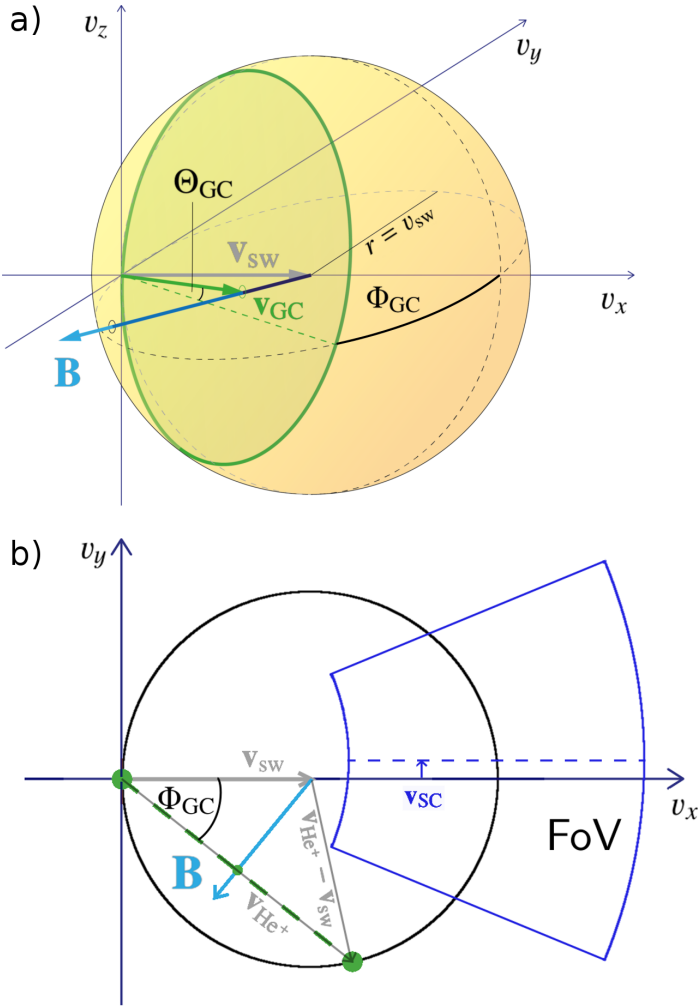 a)
v_z
v_y
Θ_GC
r = v_sw
v_sw
v_GC
Φ_GC
v_x
B
b)
v_y
v_sw
Φ_GC
v_SC
v_x
v_He⁺ − v_sw
FoV
B
v_He⁺